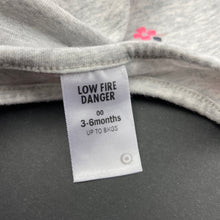 LOW FIRE
DANGER
00
3-6months
UP TO 8KGS